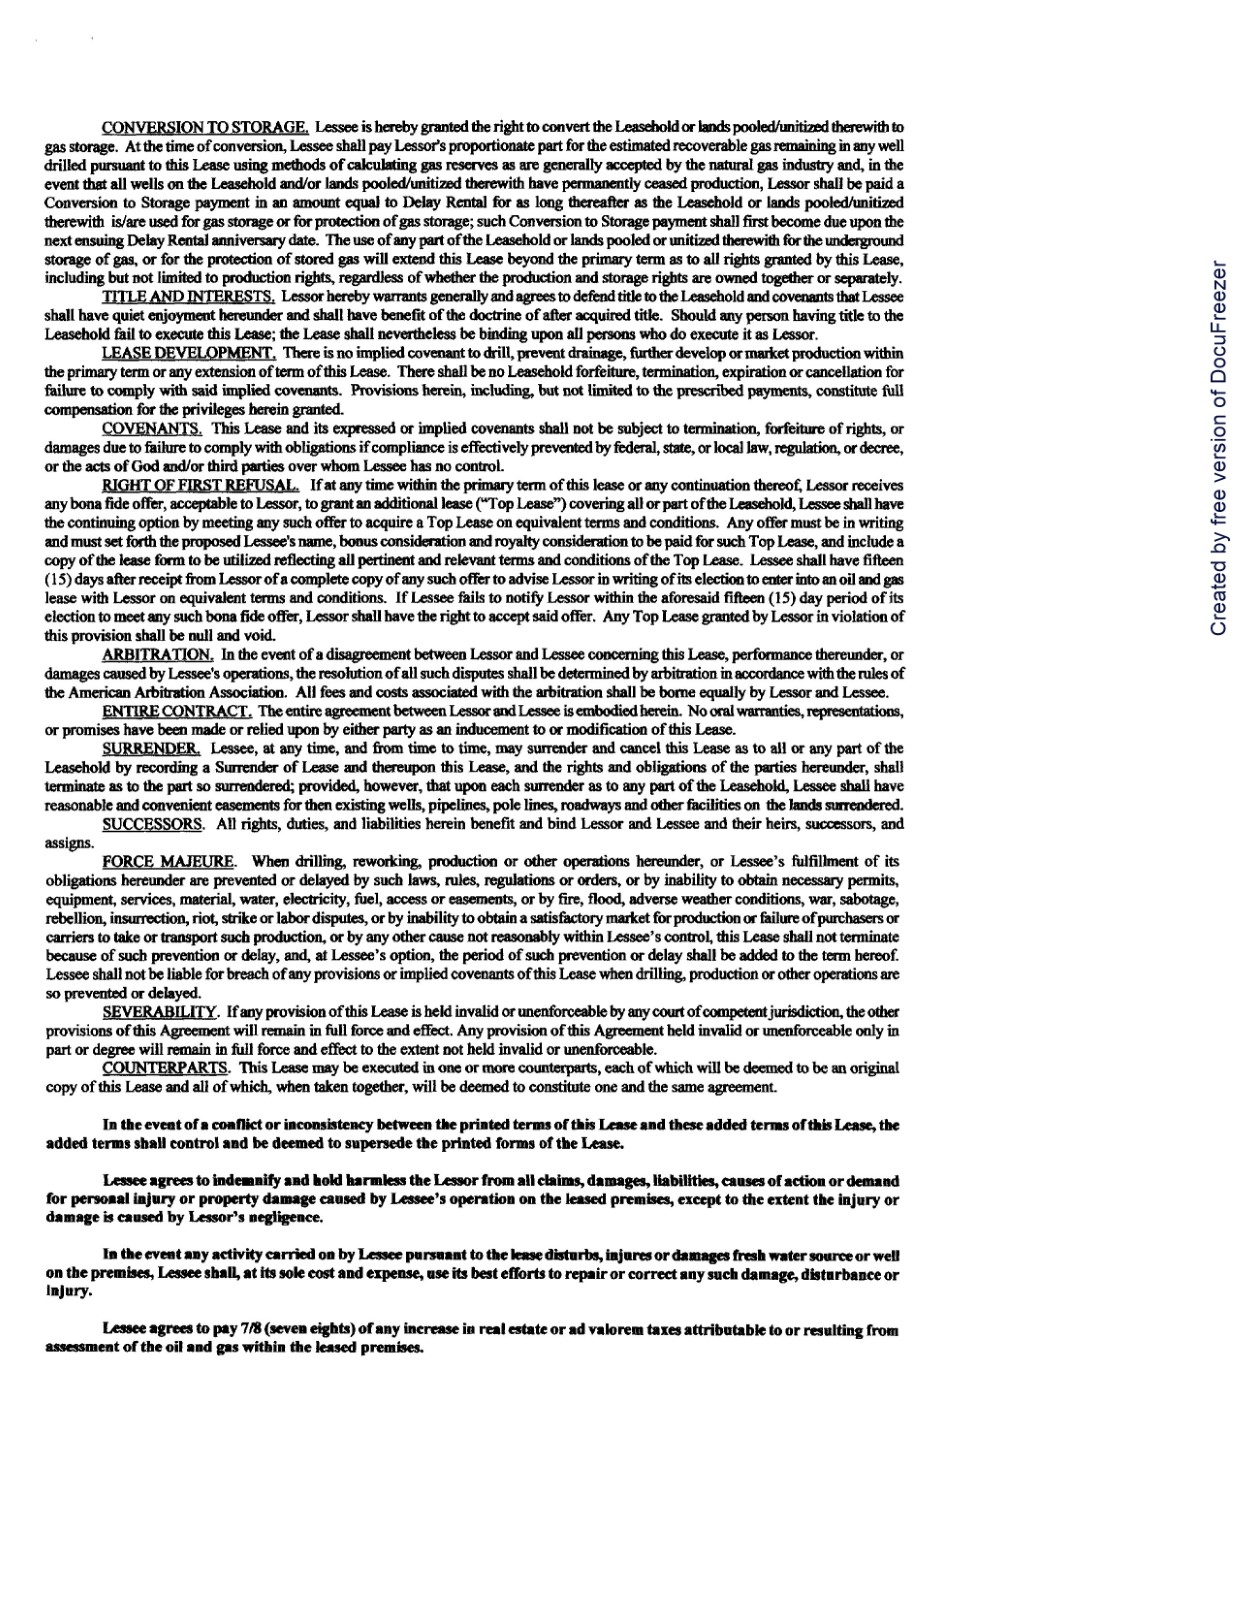 CONVERSION TO STORAGE. Lessee is hereby granted the right to convert the Leasehold or lands pooled/unitized therewith to
gas storage. At the time of conversion, Lessee shall pay Lessor's proportionate part for the estimated recoverable gas remaining in any well
drilled pursuant to this Lease using methods of calculating gas reserves as are generally accepted by the natural gas industry and, in the
event that all wells on the Leasehold and/or lands pooled/unitized therewith have permanently ceased production, Lessor shall be paid a
Conversion to Storage payment in an amount equal to Delay Rental for as long thereafter as the Leasehold or lands pooled/unitized
therewith is/are used for gas storage or for protection of gas storage; such Conversion to Storage payment shall first become due upon the
next ensuing Delay Rental anniversary date. The use of any part of the Leasehold or lands pooled or unitized therewith for the underground
storage of gas, or for the protection of stored gas will extend this Lease beyond the primary term as to all rights granted by this Lease,
including but not limited to production rights, regardless of whether the production and storage rights are owned together or separately.
TITLE AND INTERESTS. Lessor hereby warrants generally and agrees to defend title to the Leasehold and covenants that Lessee
shall have quiet enjoyment hereunder and shall have benefit of the doctrine of after acquired title. Should any person having title to the
Leasehold fail to execute this Lease; the Lease shall nevertheless be binding upon all persons who do execute it as Lessor.
LEASE DEVELOPMENT. There is no implied covenant to drill, prevent drainage, further develop or market production within
the primary term or any extension of term of this Lease. There shall be no Leasehold forfeiture, termination, expiration or cancellation for
failure to comply with said implied covenants. Provisions herein, including, but not limited to the prescribed payments, constitute full
compensation for the privileges herein granted.
COVENANTS. This Lease and its expressed or implied covenants shall not be subject to termination, forfeiture of rights, or
damages due to failure to comply with obligations if compliance is effectively prevented by federal, state, or local law, regulation, or decree,
or the acts of God and/or third parties over whom Lessee has no control.
RIGHT OF FIRST REFUSAL. If at any time within the primary term of this lease or any continuation thereof, Lessor receives
any bona fide offer, acceptable to Lessor, to grant an additional lease (“Top Lease”) covering all or part of the Leasehold, Lessee shall have
the continuing option by meeting any such offer to acquire a Top Lease on equivalent terms and conditions. Any offer must be in writing
and must set forth the proposed Lessee's name, bonus consideration and royalty consideration to be paid for such Top Lease, and include a
copy of the lease form to be utilized reflecting all pertinent and relevant terms and conditions of the Top Lease. Lessee shall have fifteen
(15) days after receipt from Lessor of a complete copy of any such offer to advise Lessor in writing of its election to enter into an oil and gas
lease with Lessor on equivalent terms and conditions. If Lessee fails to notify Lessor within the aforesaid fifteen (15) day period of its
election to meet any such bona fide offer, Lessor shall have the right to accept said offer. Any Top Lease granted by Lessor in violation of
this provision shall be null and void.
ARBITRATION. In the event of a disagreement between Lessor and Lessee concerning this Lease, performance thereunder, or
damages caused by Lessee's operations, the resolution of all such disputes shall be determined by arbitration in accordance with the rules of
the American Arbitration Association. All fees and costs associated with the arbitration shall be borne equally by Lessor and Lessee.
ENTIRE CONTRACT. The entire agreement between Lessor and Lessee is embodied herein. No oral warranties, representations,
or promises have been made or relied upon by either party as an inducement to or modification of this Lease.
SURRENDER. Lessee, at any time, and from time to time, may surrender and cancel this Lease as to all or any part of the
Leasehold by recording a Surrender of Lease and thereupon this Lease, and the rights and obligations of the parties hereunder, shall
terminate as to the part so surrendered; provided, however, that upon each surrender as to any part of the Leasehold, Lessee shall have
reasonable and convenient easements for then existing wells, pipelines, pole lines, roadways and other facilities on the lands surrendered.
SUCCESSORS. All rights, duties, and liabilities herein benefit and bind Lessor and Lessee and their heirs, successors, and
assigns.
FORCE MAJEURE. When drilling, reworking, production or other operations hereunder, or Lessee’s fulfillment of its
obligations hereunder are prevented or delayed by such laws, rules, regulations or orders, or by inability to obtain necessary permits,
equipment, services, material, water, electricity, fuel, access or easements, or by fire, flood, adverse weather conditions, war, sabotage,
rebellion, insurrection, riot, strike or labor disputes, or by inability to obtain a satisfactory market for production or failure of purchasers or
carriers to take or transport such production, or by any other cause not reasonably within Lessee’s control, this Lease shall not terminate
because of such prevention or delay, and, at Lessee’s option, the period of such prevention or delay shall be added to the term hereof.
Lessee shall not be liable for breach of any provisions or implied covenants of this Lease when drilling, production or other operations are
so prevented or delayed.
SEVERABILITY. If any provision of this Lease is held invalid or unenforceable by any court of competent jurisdiction, the other
provisions of this Agreement will remain in full force and effect. Any provision of this Agreement held invalid or unenforceable only in
part or degree will remain in full force and effect to the extent not held invalid or unenforceable.
COUNTERPARTS. This Lease may be executed in one or more counterparts, each of which will be deemed to be an original
copy of this Lease and all of which, when taken together, will be deemed to constitute one and the same agreement.
In the event of a conflict or inconsistency between the printed terms of this Lease and these added terms of this Lease, the
added terms shall control and be deemed to supersede the printed forms of the Lease.
Lessee agrees to indemnify and hold harmless the Lessor from all claims, damages, liabilities, causes of action or demand
for personal injury or property damage caused by Lessee’s operation on the leased premises, except to the extent the injury or
damage is caused by Lessor’s negligence.
In the event any activity carried on by Lessee pursuant to the lease disturbs, injures or damages fresh water source or well
on the premises, Lessee shall, at its sole cost and expense, use its best efforts to repair or correct any such damage, disturbance or
injury.
Lessee agrees to pay 7/8 (seven eights) of any increase in real estate or ad valorem taxes attributable to or resulting from
assessment of the oil and gas within the leased premises.
Created by free version of DocuFreezer